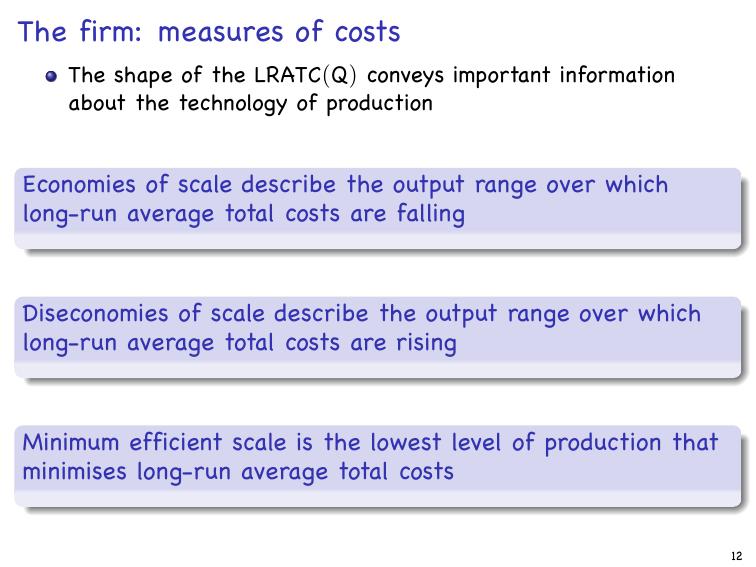 The firm: measures of costs
The shape of the LRATC(Q) conveys important information
about the technology of production
Economies of scale describe the output range over which
long-run average total costs are falling
Diseconomies of scale describe the output range over which
long-run average total costs are rising
Minimum efficient scale is the lowest level of production that
minimises long-run average total costs
12